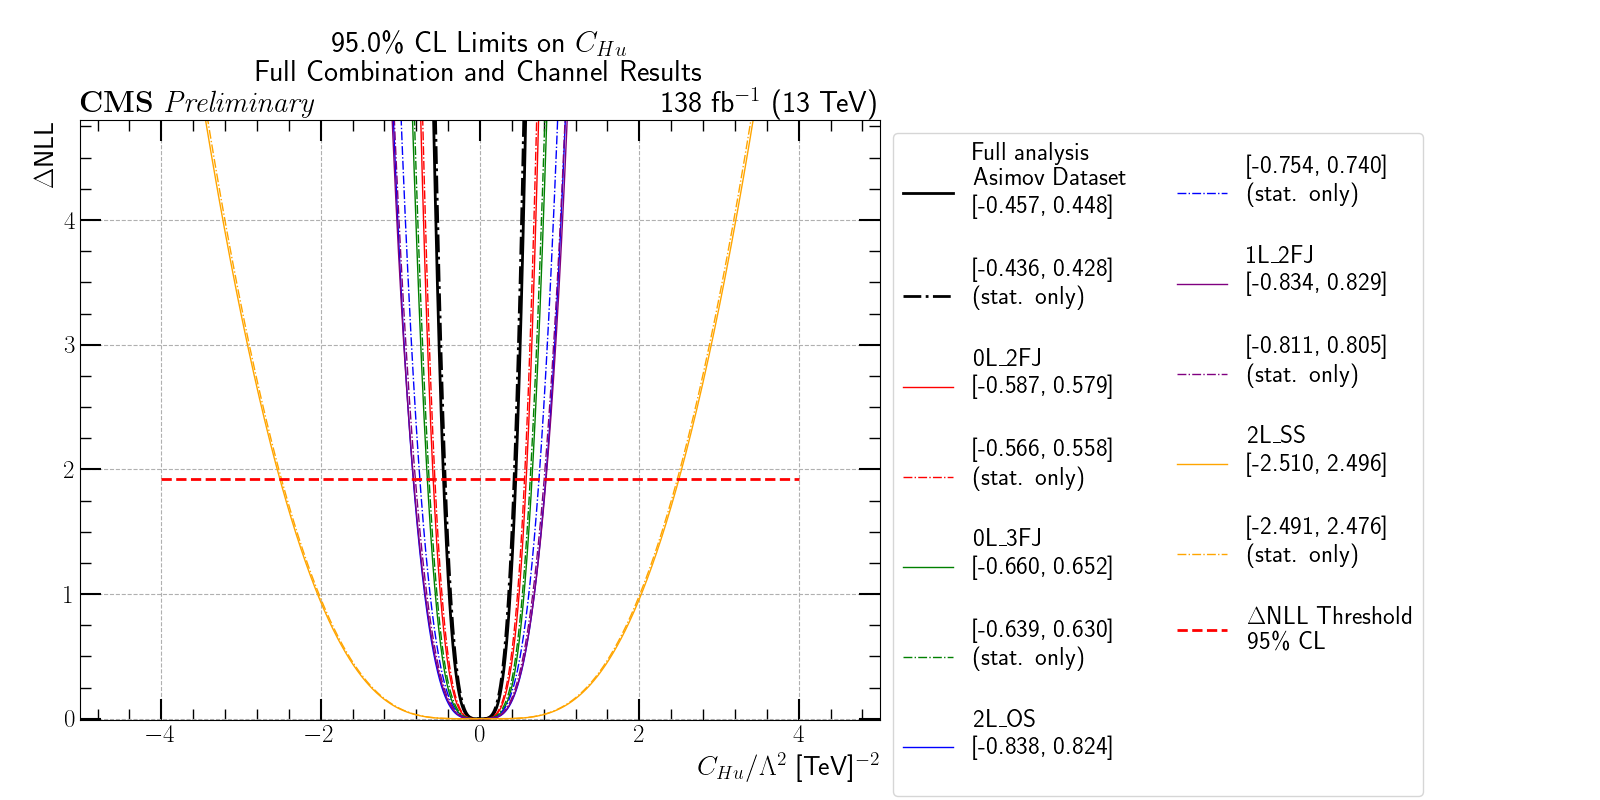 95.0% CL Limits on C_{Hu}
Full Combination and Channel Results
CMS Preliminary
138 fb^{-1} (13 TeV)
ΔNLL
4
3
2
1
0
−4
−2
0
2
4
C_{Hu}/Λ^2 [TeV]^{-2}
Full analysis
Asimov Dataset
[-0.457, 0.448]
[-0.436, 0.428]
(stat. only)
0L_2FJ
[-0.587, 0.579]
[-0.566, 0.558]
(stat. only)
0L_3FJ
[-0.660, 0.652]
[-0.639, 0.630]
(stat. only)
2L_OS
[-0.838, 0.824]
[-0.754, 0.740]
(stat. only)
1L_2FJ
[-0.834, 0.829]
[-0.811, 0.805]
(stat. only)
2L_SS
[-2.510, 2.496]
[-2.491, 2.476]
(stat. only)
ΔNLL Threshold
95% CL